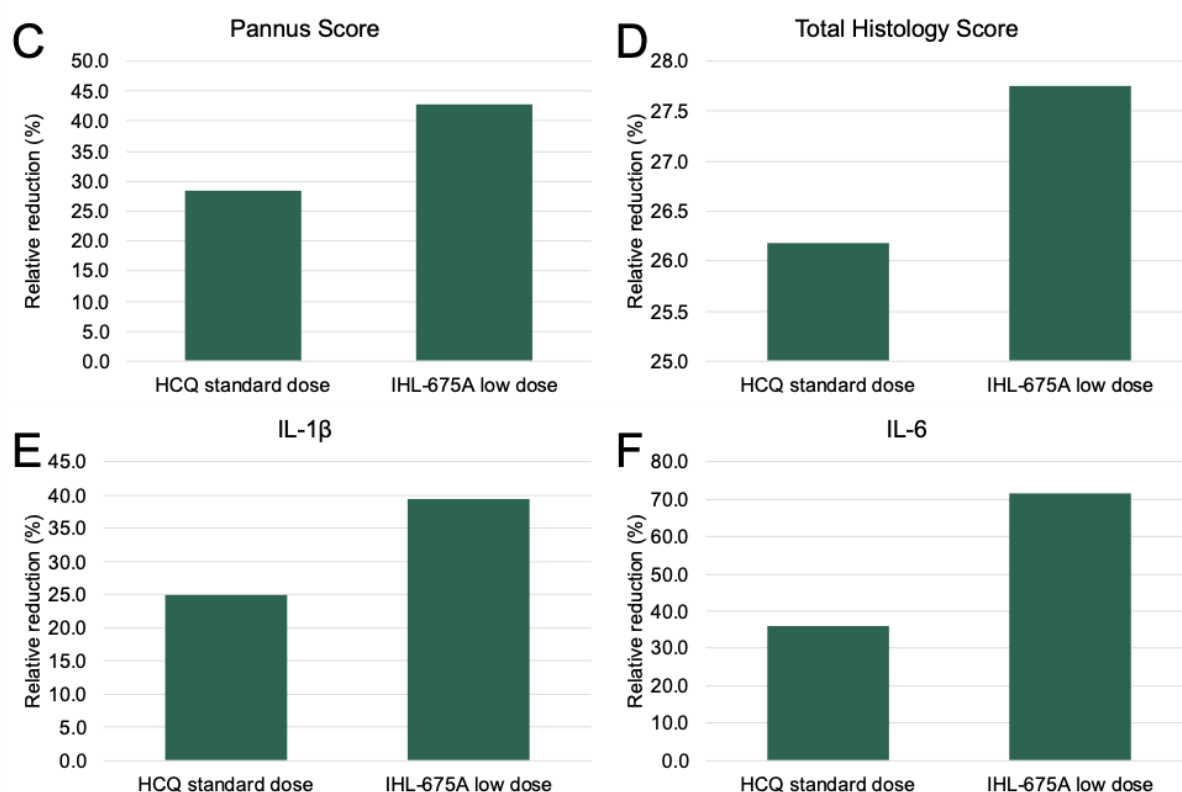 C
Pannus Score
Relative reduction (%)
50.0
45.0
40.0
35.0
30.0
25.0
20.0
15.0
10.0
5.0
0.0
HCQ standard dose
IHL-675A low dose
D
Total Histology Score
Relative reduction (%)
28.0
27.5
27.0
26.5
26.0
25.5
25.0
HCQ standard dose
IHL-675A low dose
E
IL-1β
Relative reduction (%)
45.0
40.0
35.0
30.0
25.0
20.0
15.0
10.0
5.0
0.0
HCQ standard dose
IHL-675A low dose
F
IL-6
Relative reduction (%)
80.0
70.0
60.0
50.0
40.0
30.0
20.0
10.0
0.0
HCQ standard dose
IHL-675A low dose